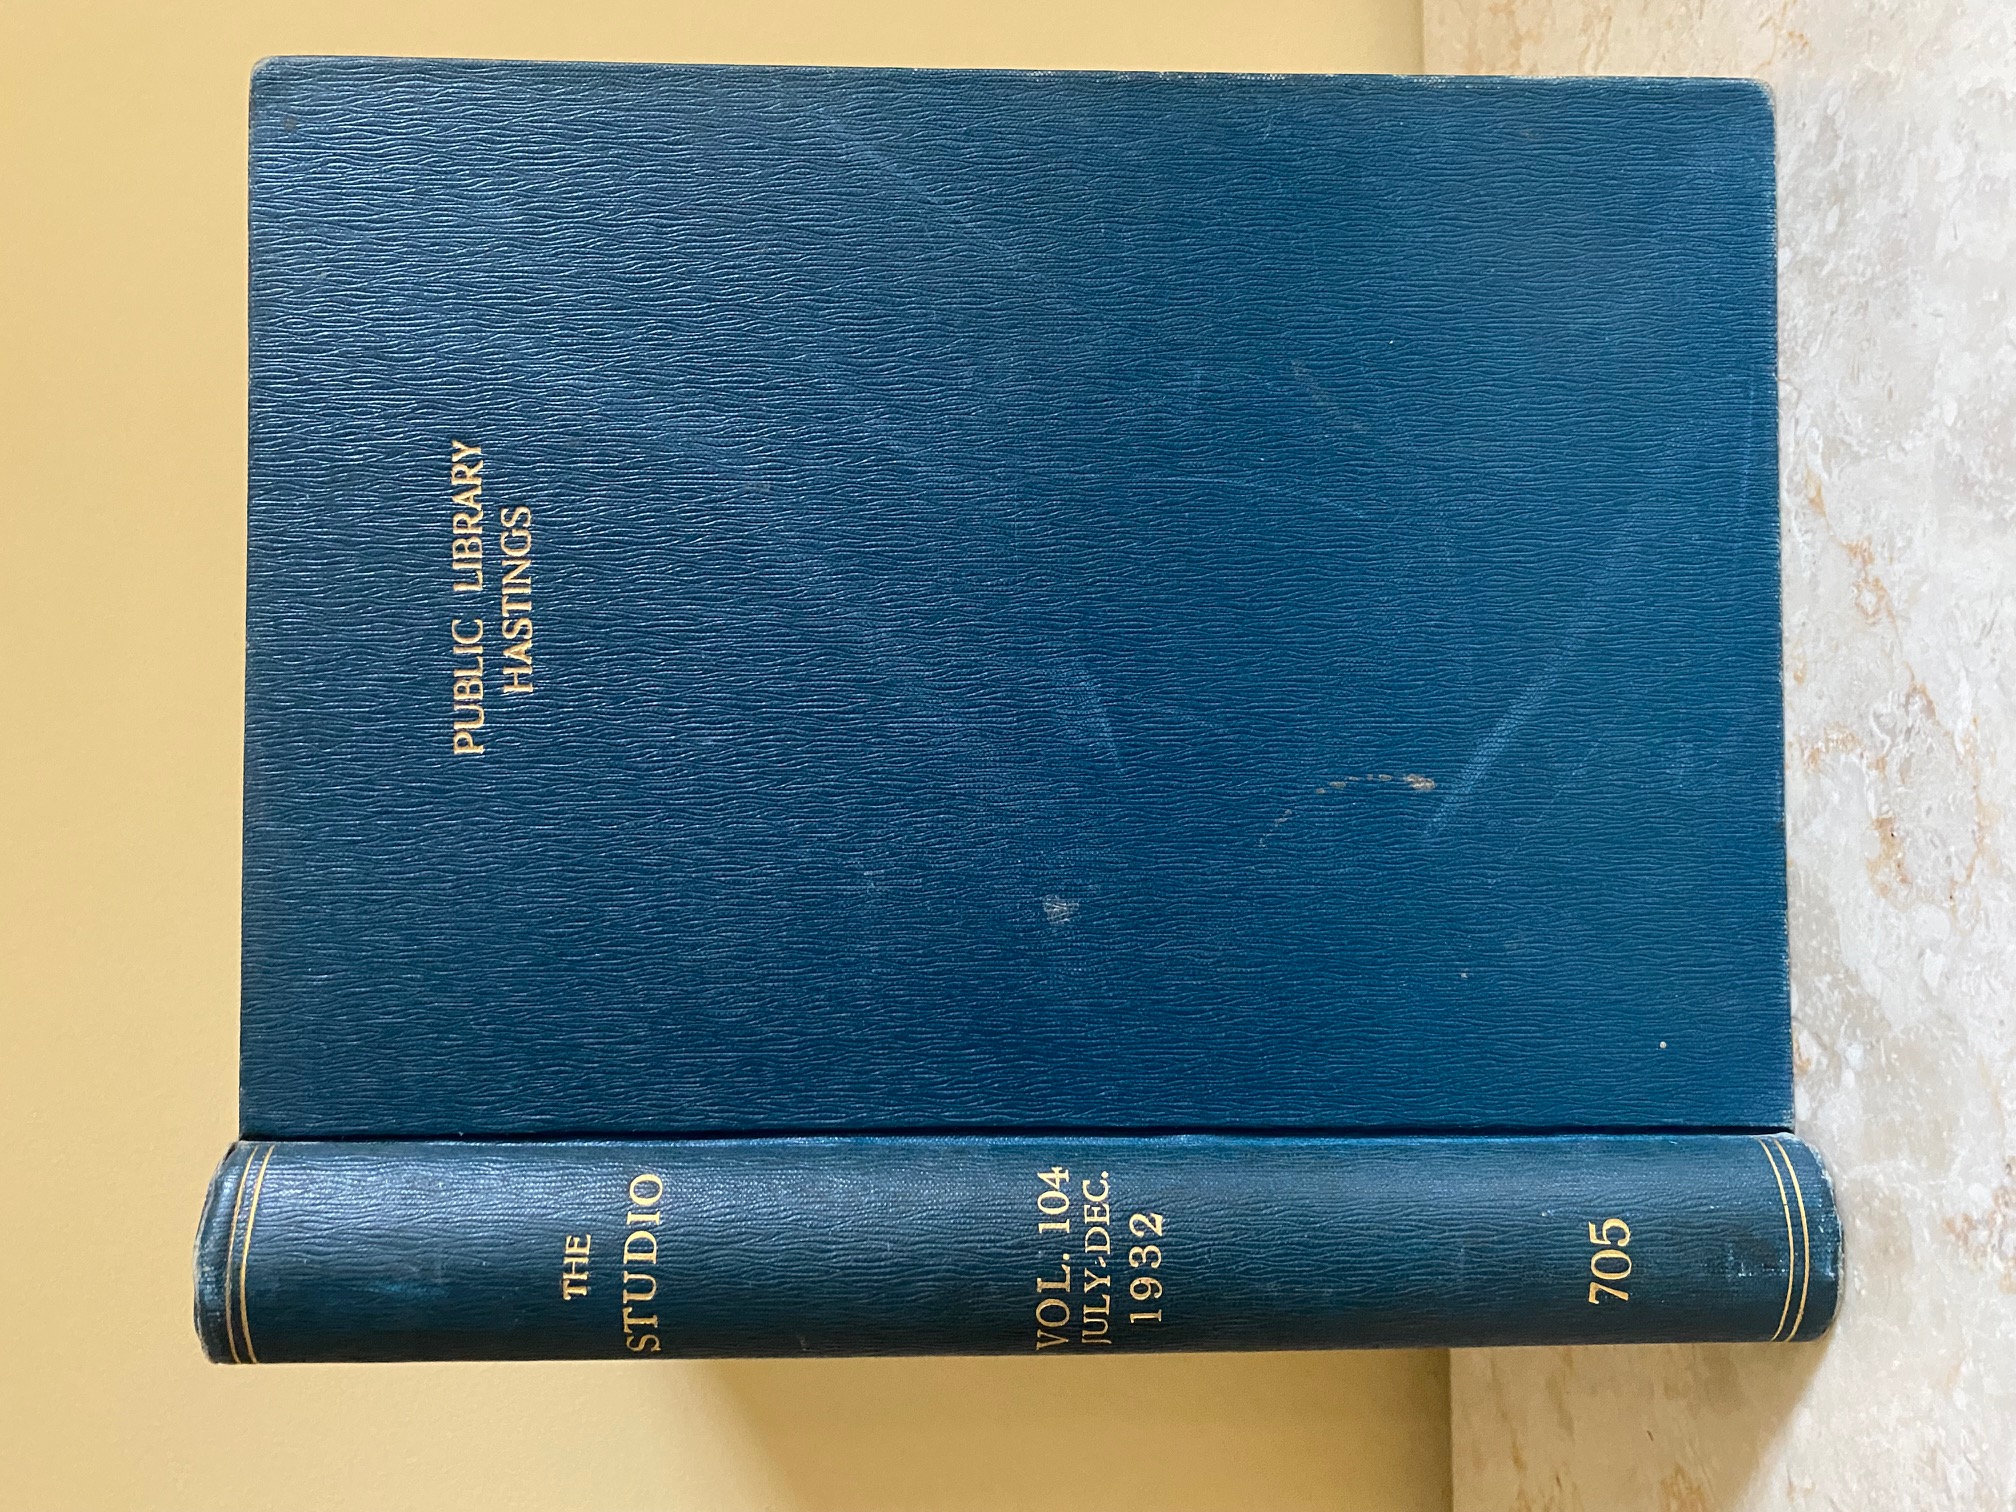 PUBLIC LIBRARY
HASTINGS
THE
STUDIO
VOL. 104
JULY-DEC.
1932
705